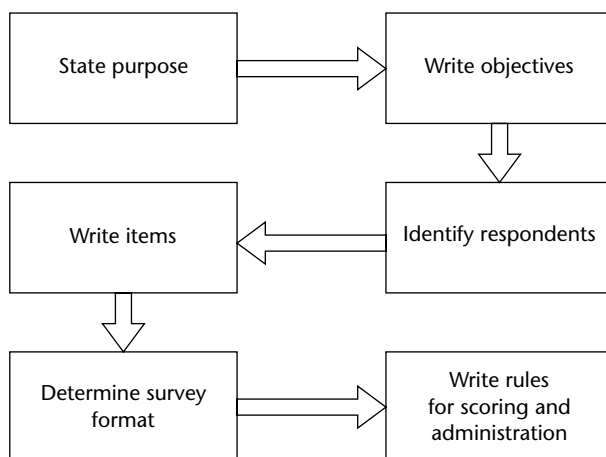 State purpose
Write objectives
Identify respondents
Write items
Determine survey
format
Write rules
for scoring and
administration